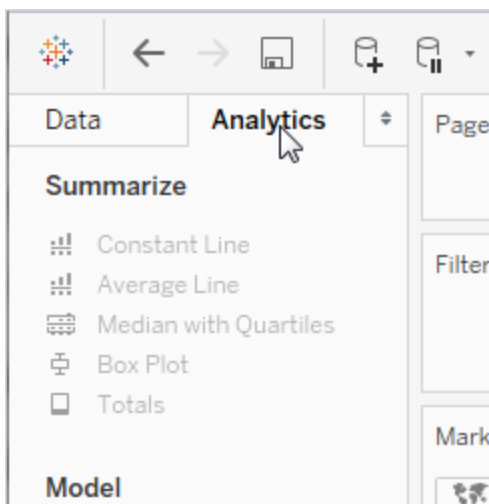 Data Analytics
Page
Summarize
Constant Line
Average Line
Filter
Median with Quartiles
Box Plot
Totals
Mark
Model